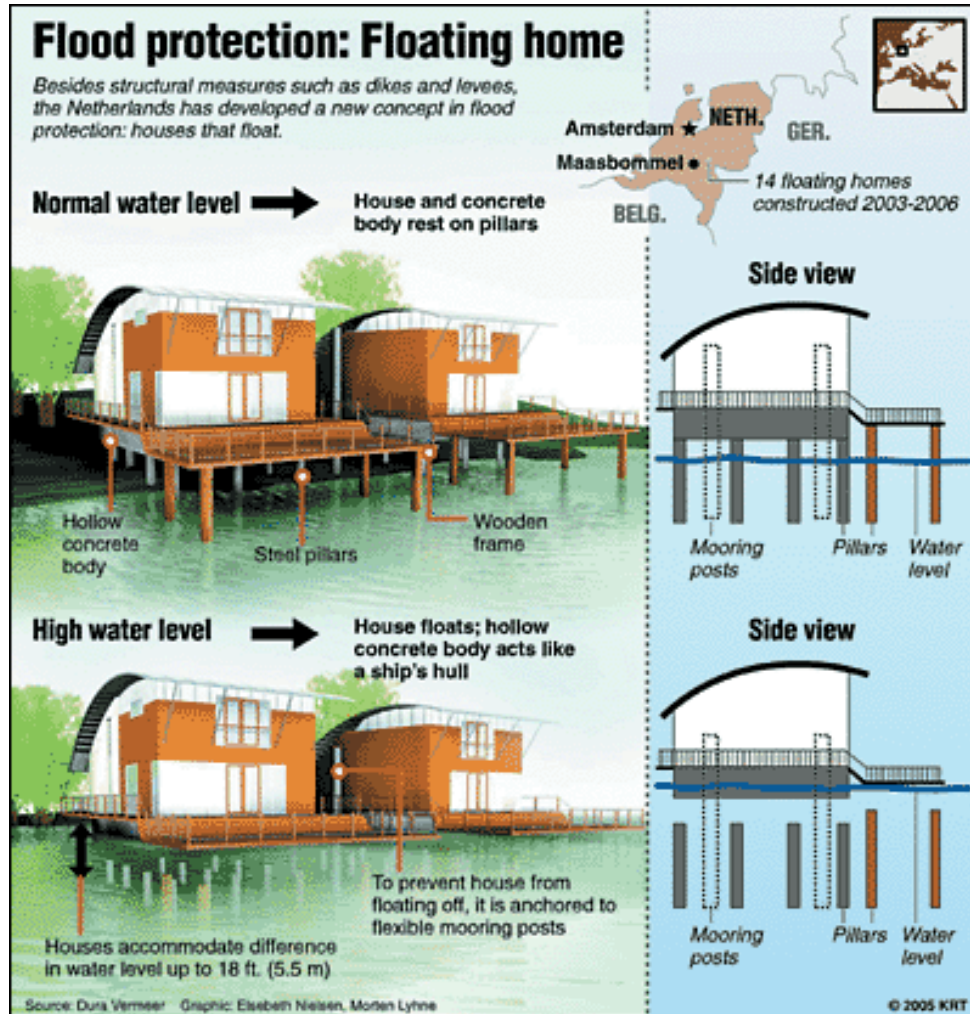 Flood protection: Floating home
Besides structural measures such as dikes and levees,
the Netherlands has developed a new concept in flood
protection: houses that float.
Amsterdam
NETH.
GER.
Maasbommel
BELG.
14 floating homes
constructed 2003-2006
Normal water level
House and concrete
body rest on pillars
Hollow
concrete
body
Steel pillars
Wooden
frame
Side view
Mooring
posts
Pillars
Water
level
High water level
House floats; hollow
concrete body acts like
a ship's hull
Houses accommodate difference
in water level up to 18 ft. (5.5 m)
To prevent house from
floating off, it is anchored to
flexible mooring posts
Side view
Mooring
posts
Pillars
Water
level
Source: Dura Vermeer Graphic: Elsebeth Nielsen, Morten Lyhne
© 2005 KRT